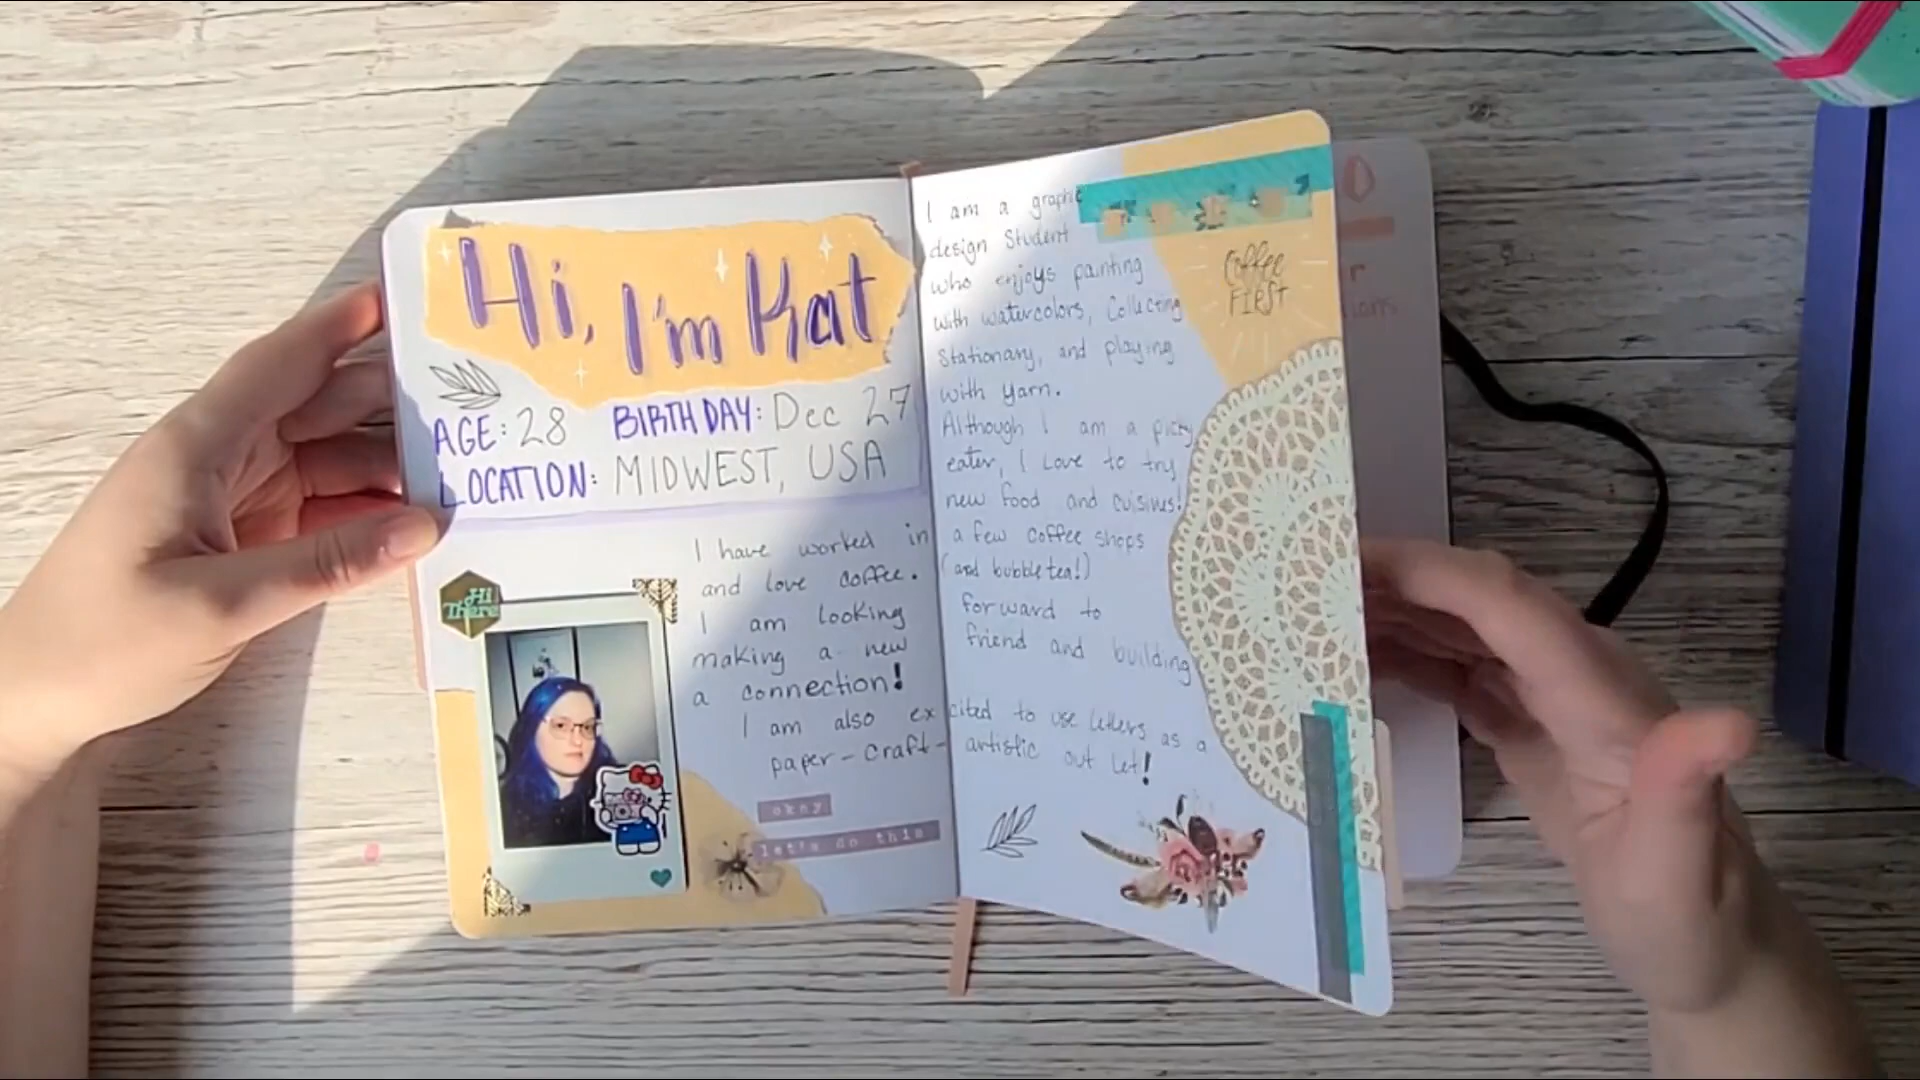 Hi, I'm Kat
AGE: 28 BIRTHDAY: Dec 27
LOCATION: MIDWEST, USA
I am a graphic
design student
who enjoys painting
with watercolors, Collecting
Stationary, and playing
with yarn.
Although I am a picky
eater, I Love to try
new food and cuisines!
Coffee
FIRST
I have worked in a few coffee shops
and love coffee. (and bubble tea!)
I am looking forward to
making a new friend and building
a connection!
I am also excited to use letters as a
paper-craft-artistic out let!
Hi
There
okay
let's do this